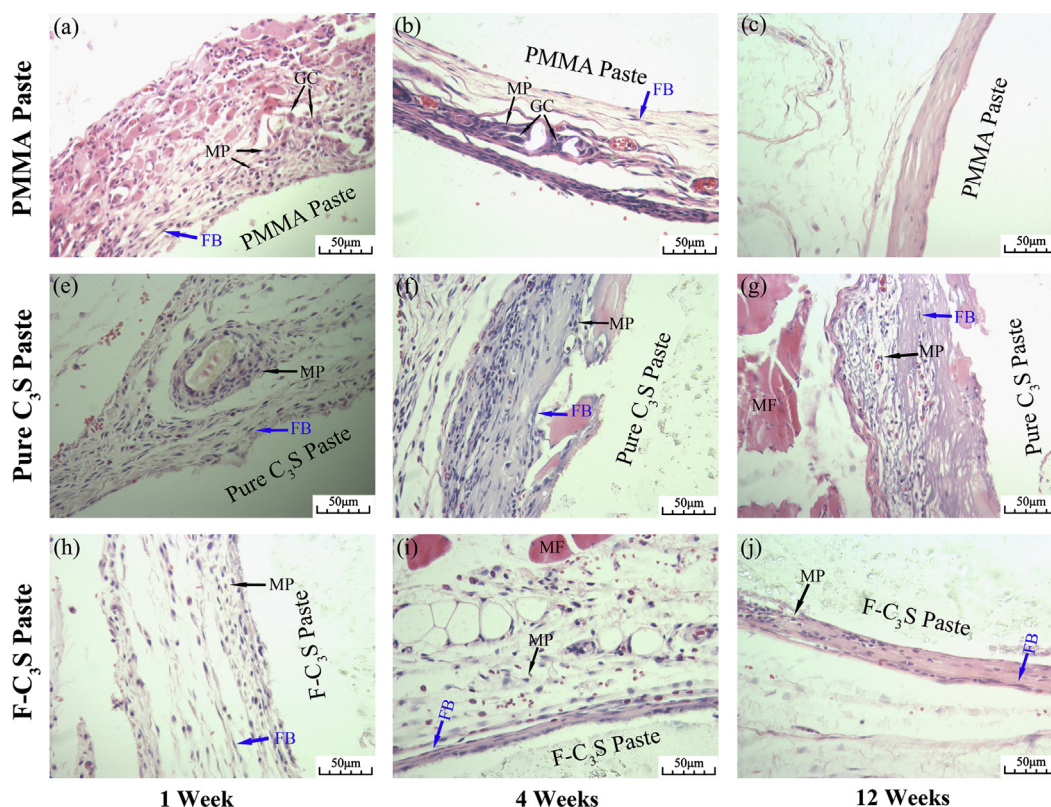 PMMA Paste
(a)
GC
MP
FB
PMMA Paste
50μm
(b)
PMMA Paste
FB
MP
GC
50μm
(c)
PMMA Paste
50μm
Pure C₃S Paste
(e)
MP
FB
Pure C₃S Paste
50μm
(f)
MP
FB
Pure C₃S Paste
50μm
(g)
FB
MP
MF
Pure C₃S Paste
50μm
F-C₃S Paste
(h)
MP
F-C₃S Paste
FB
50μm
(i)
MF
MP
FB
F-C₃S Paste
50μm
(j)
MP
F-C₃S Paste
FB
50μm
1 Week
4 Weeks
12 Weeks